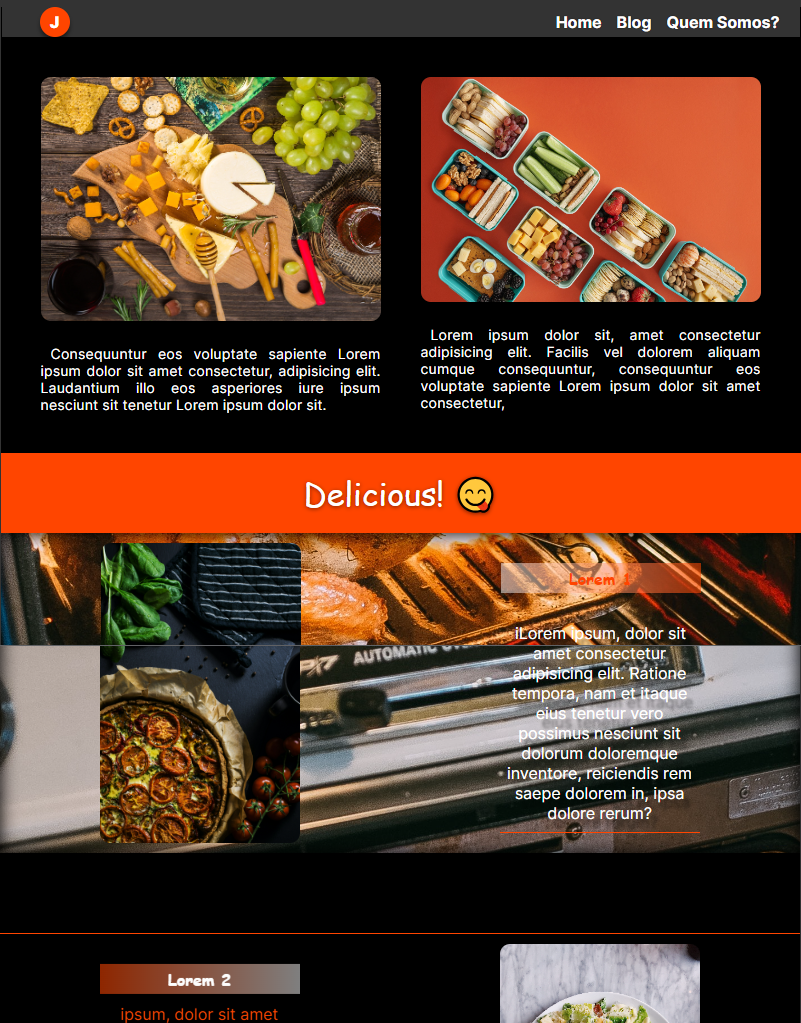 J
Home Blog Quem Somos?
Consequuntur eos voluptate sapiente Lorem
ipsum dolor sit amet consectetur, adipisicing elit.
Laudantium illo eos asperiores iure ipsum
nesciunt sit tenetur Lorem ipsum dolor sit.
Lorem ipsum dolor sit, amet consectetur
adipisicing elit. Facilis vel dolorem aliquam
cumque consequuntur, consequuntur eos
voluptate sapiente Lorem ipsum dolor sit amet
consectetur,
Delicious! 😋
Lorem 1
iLorem ipsum, dolor sit
amet consectetur
adipisicing elit. Ratione
tempora, nam et itaque
eius tenetur vero
possimus nesciunt sit
dolorum doloremque
inventore, reiciendis rem
saepe dolorem in, ipsa
dolore rerum?
AUTOMATIC
Lorem 2
ipsum, dolor sit amet